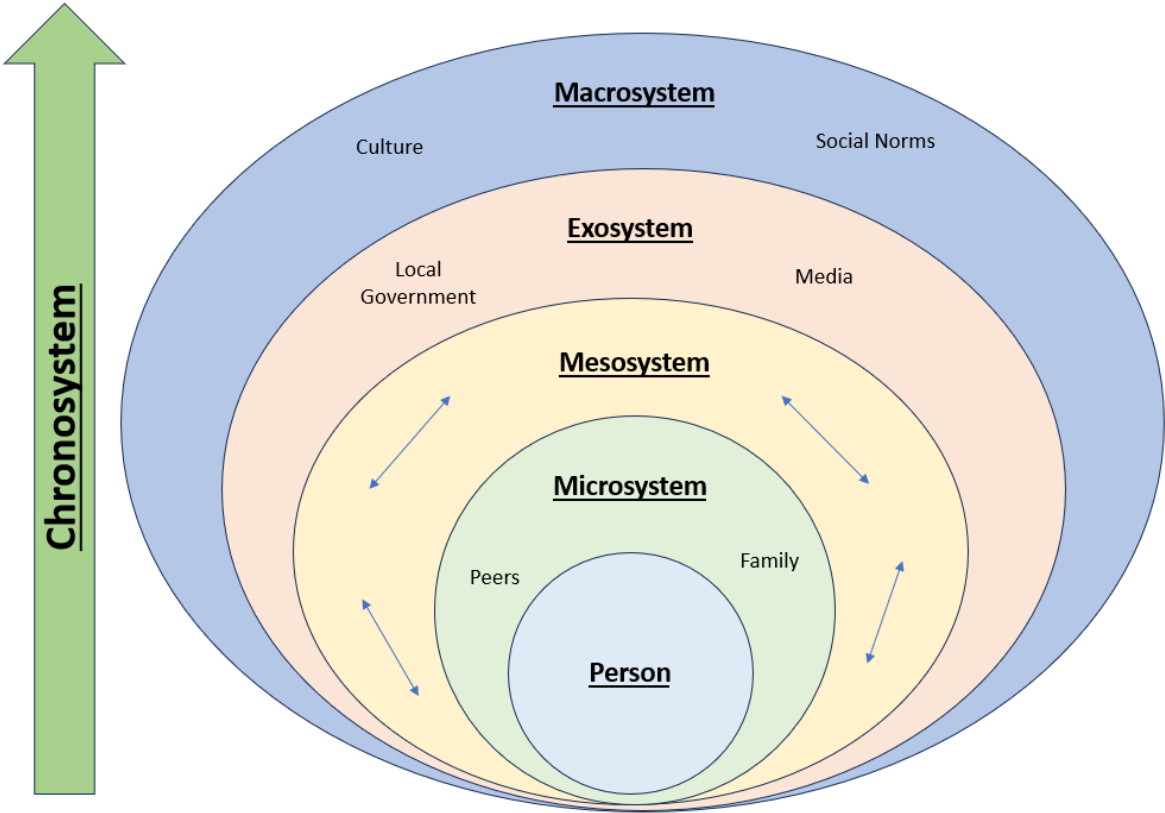 Chronosystem
Macrosystem
Culture
Social Norms
Exosystem
Local
Government
Media
Mesosystem
Microsystem
Peers
Family
Person